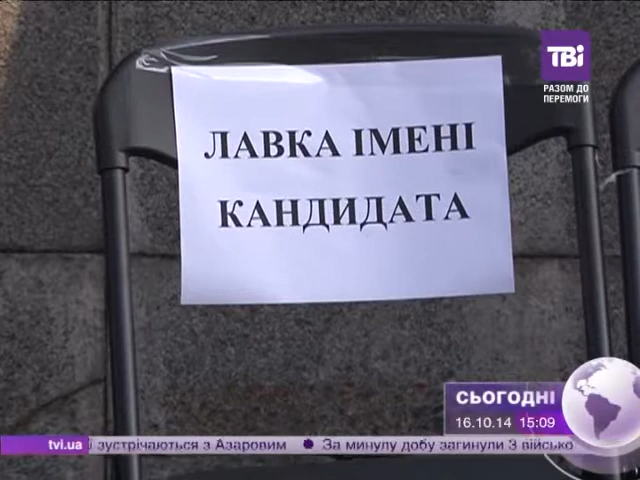 ТВі
РАЗОМ ДО
ПЕРЕМОГИ
ЛАВКА ІМЕНІ
КАНДИДАТА
СЬОГОДНІ
16.10.14 15:09
tvi.ua зустрічаються з Азаровим За минулу добу загинули 3 військо